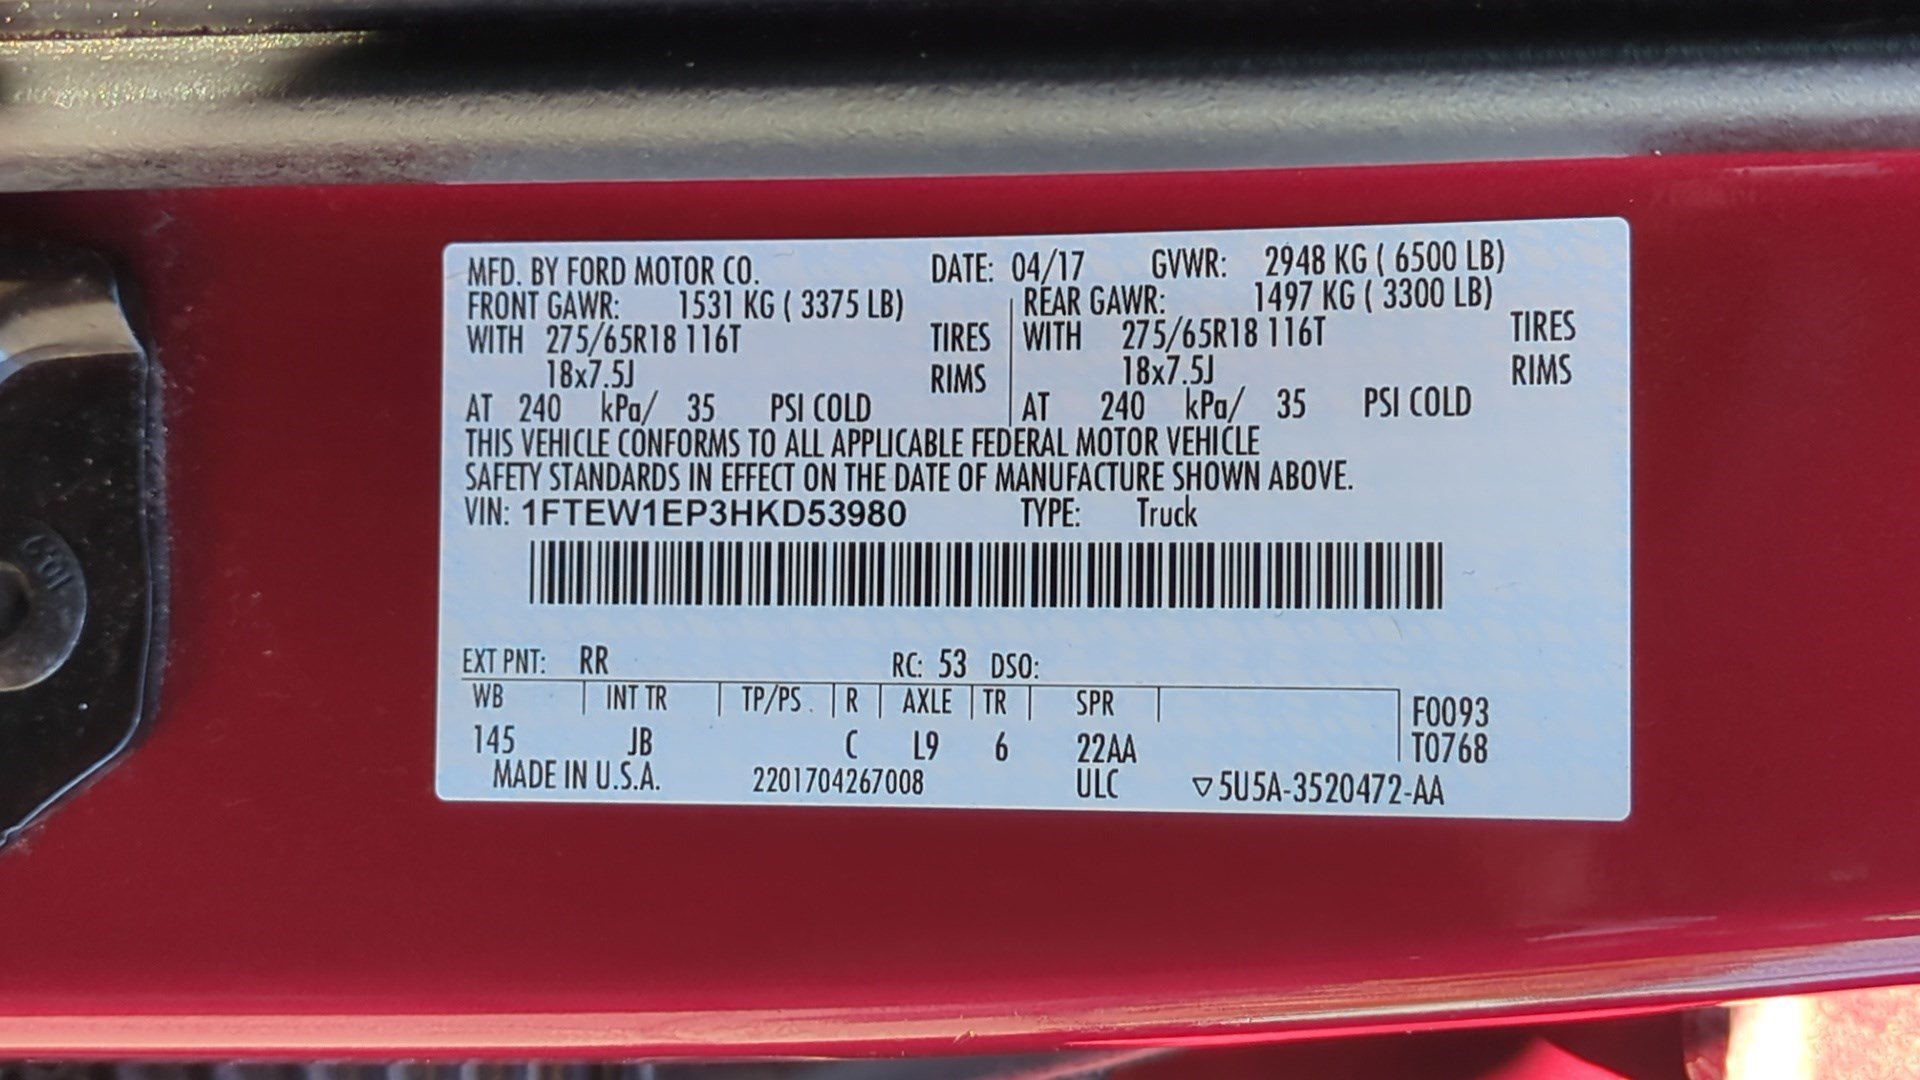 MFD. BY FORD MOTOR CO. DATE: 04/17 GVWR: 2948 KG ( 6500 LB)
FRONT GAWR: 1531 KG ( 3375 LB) REAR GAWR: 1497 KG ( 3300 LB)
WITH 275/65R18 116T TIRES WITH 275/65R18 116T TIRES
18x7.5J RIMS 18x7.5J RIMS
AT 240 kPa/ 35 PSI COLD AT 240 kPa/ 35 PSI COLD
THIS VEHICLE CONFORMS TO ALL APPLICABLE FEDERAL MOTOR VEHICLE
SAFETY STANDARDS IN EFFECT ON THE DATE OF MANUFACTURE SHOWN ABOVE.
VIN: 1FTEW1EP3HKD53980 TYPE: Truck
EXT PNT: RR RC: 53 DSO:
WB INT TR TP/PS R AXLE TR SPR F0093
145 JB C L9 6 22AA T0768
MADE IN U.S.A. 2201704267008 ULC ▽5U5A-3520472-AA